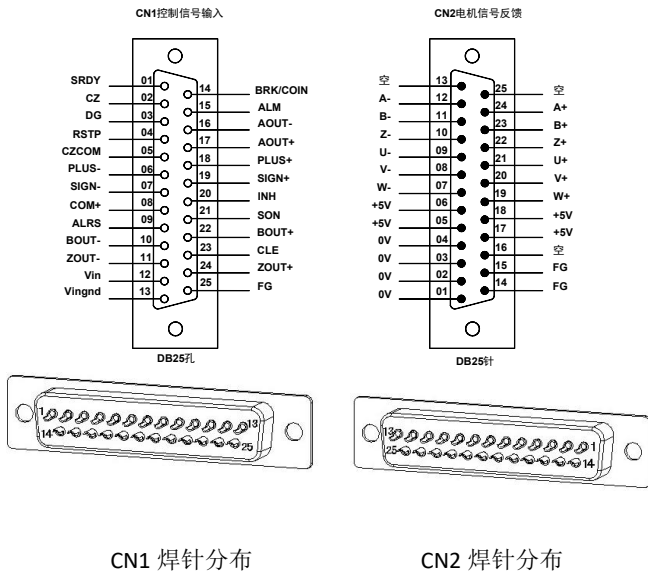 CN1控制信号输入
CN2电机信号反馈
SRDY 01
CZ 02
DG 03
RSTP 04
CZCOM 05
PLUS- 06
SIGN- 07
COM+ 08
ALRS 09
BOUT- 10
ZOUT- 11
Vin 12
Vingnd 13
14 BRK/COIN
15 ALM
16 AOUT-
17 AOUT+
18 PLUS+
19 SIGN+
20 INH
21 SON
22 BOUT+
23 CLE
24 ZOUT+
25 FG
空 13
A- 12
B- 11
Z- 10
U- 09
V- 08
W- 07
+5V 06
+5V 05
0V 04
0V 03
0V 02
0V 01
25 空
24 A+
23 B+
22 Z+
21 U+
20 V+
19 W+
18 +5V
17 +5V
16 空
15 FG
14 FG
DB25孔
DB25针
1 13
14 25
13 1
25 14
CN1 焊针分布
CN2 焊针分布